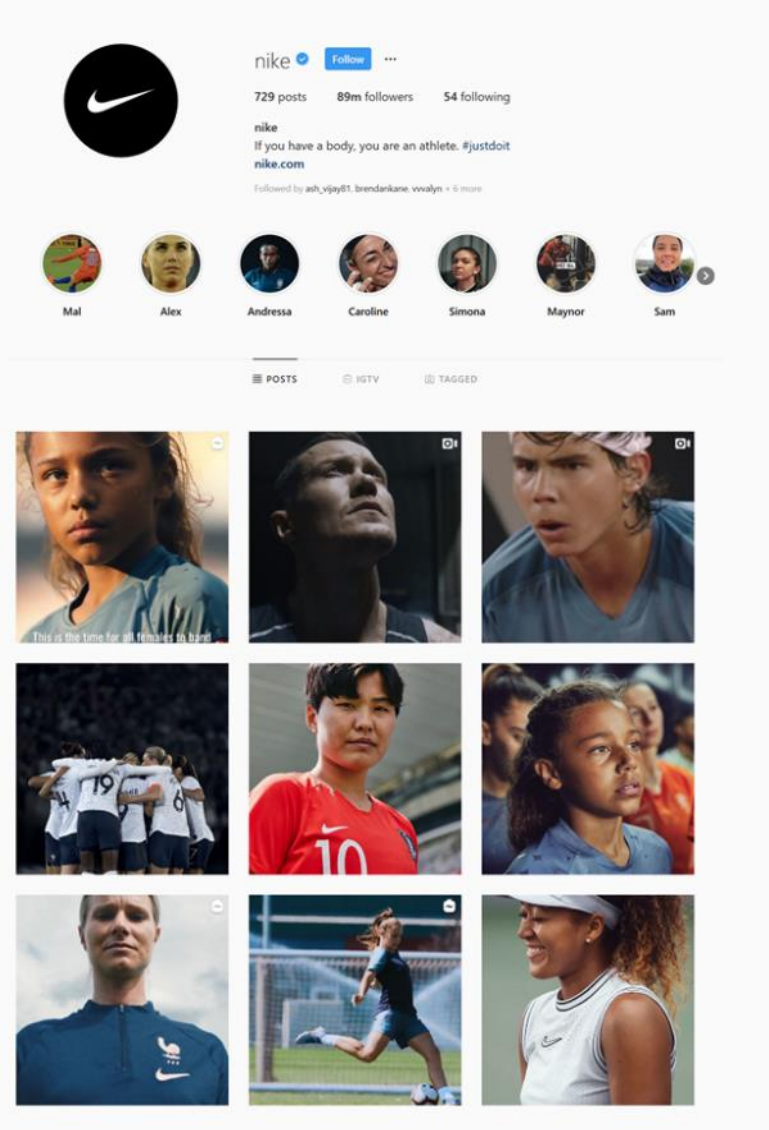 nike Follow ...
729 posts 89m followers 54 following
nike
If you have a body, you are an athlete. #justdoit
nike.com
Followed by ash_vijay81, brendankane, vvvalyn + 6 more
Mal Alex Andressa Caroline Simona Maynor Sam
POSTS IGTV TAGGED
This is the time for all females to band
19 6
10